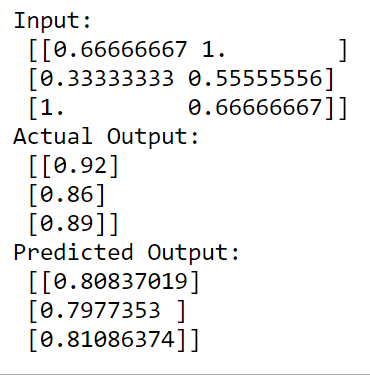 Input:
 [[0.66666667 1.        ]
 [0.33333333 0.55555556]
 [1.         0.66666667]]
Actual Output:
 [[0.92]
 [0.86]
 [0.89]]
Predicted Output:
 [[0.80837019]
 [0.7977353 ]
 [0.81086374]]